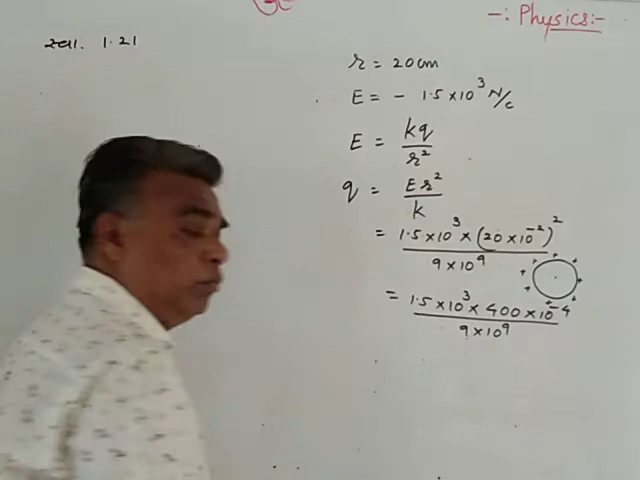 -: Physics:-
સ્વા. 1.21
r = 20cm
E = - 1.5 × 10³ N/C
E = kq / r²
q = Er² / k
= 1.5×10³ × (20 × 10⁻²)² / 9 × 10⁹
= 1.5×10³ × 400 × 10⁻⁴ / 9 × 10⁹